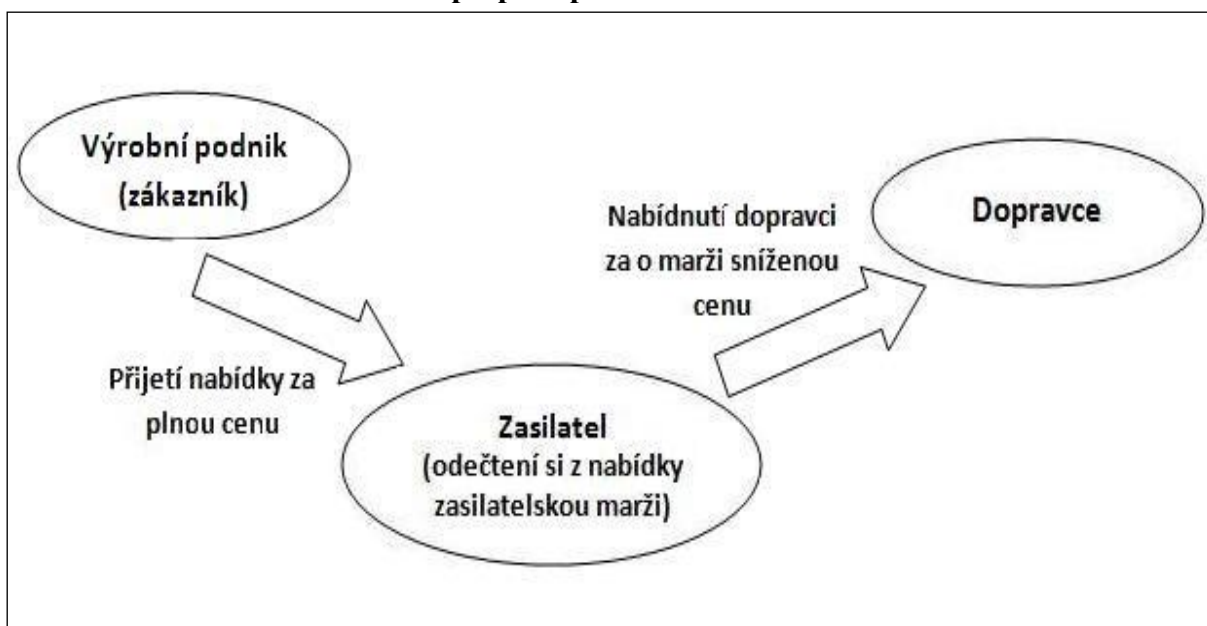 Výrobní podnik
(zákazník)
Přijetí nabídky za
plnou cenu
Zasilatel
(odečtení si z nabídky
zasilatelskou marži)
Nabídnutí dopravci
za o marži sníženou
cenu
Dopravce